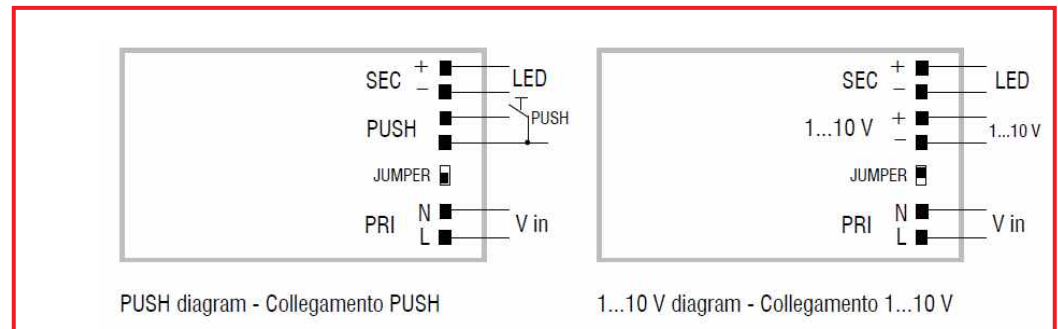 SEC + LED
−
PUSH PUSH
JUMPER
PRI N V in
L
PUSH diagram - Collegamento PUSH
SEC + LED
−
1...10 V + 1...10 V
−
JUMPER
PRI N V in
L
1...10 V diagram - Collegamento 1...10 V